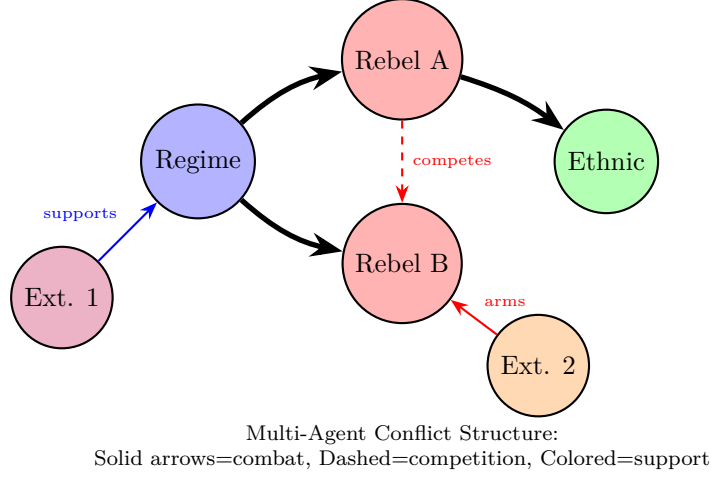 Rebel A
Regime
competes
Ethnic
supports
Rebel B
Ext. 1
arms
Ext. 2
Multi-Agent Conflict Structure:
Solid arrows=combat, Dashed=competition, Colored=support